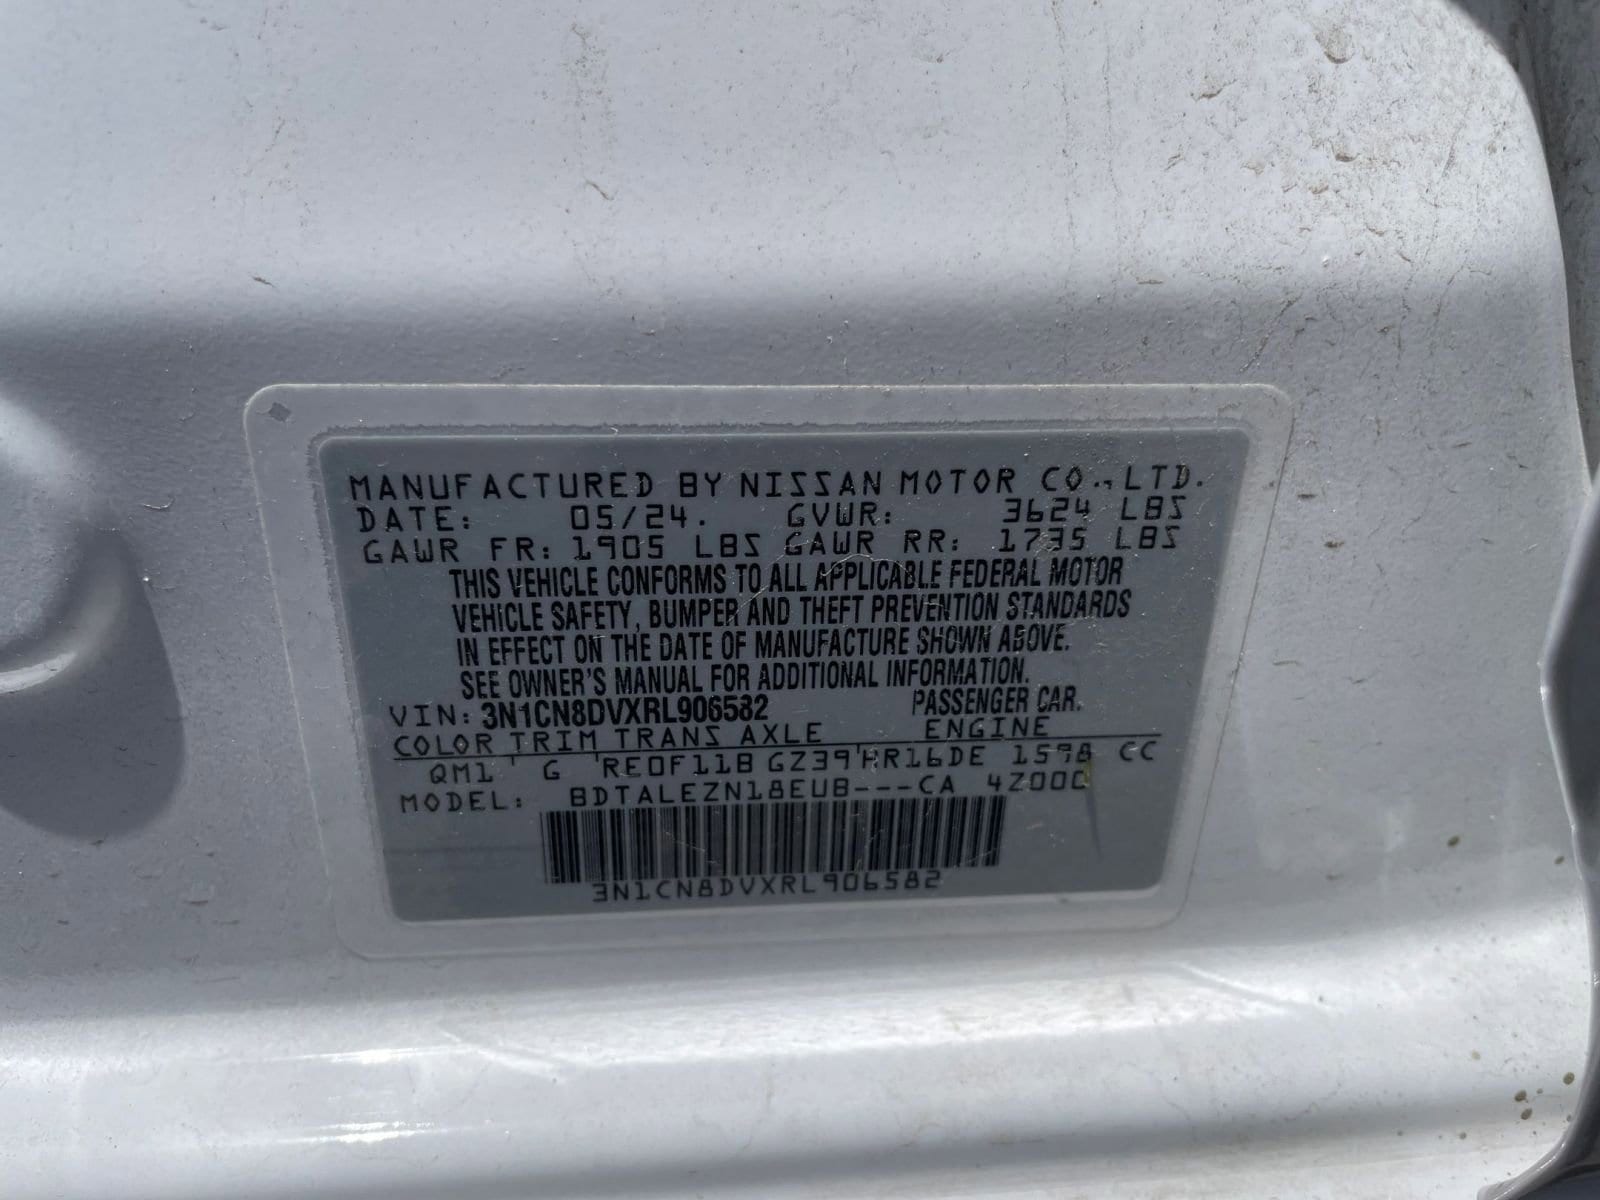 MANUFACTURED BY NISSAN MOTOR CO., LTD.
DATE: 05/24. GVWR: 3624 LBS
GAWR FR: 1905 LBS GAWR RR: 1735 LBS
THIS VEHICLE CONFORMS TO ALL APPLICABLE FEDERAL MOTOR
VEHICLE SAFETY, BUMPER AND THEFT PREVENTION STANDARDS
IN EFFECT ON THE DATE OF MANUFACTURE SHOWN ABOVE.
SEE OWNER'S MANUAL FOR ADDITIONAL INFORMATION.
VIN: 3N1CN8DVXRL906582 PASSENGER CAR.
COLOR TRIM TRANS AXLE ENGINE
QM1 ' G 'RE0F11B GZ39'HR16DE 1598 CC
MODEL: BDTALEZN18EUB---CA 4Z000
3N1CN8DVXRL906582